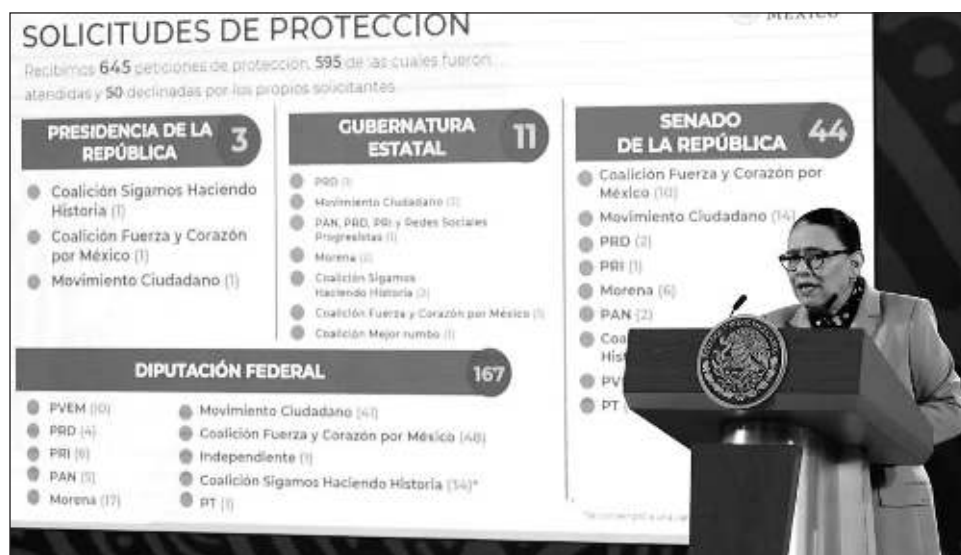 MÉXICO
SOLICITUDES DE PROTECCIÓN
Recibimos 645 peticiones de protección, 595 de las cuales fueron
atendidas y 50 declinadas por los propios solicitantes
PRESIDENCIA DE LA
REPÚBLICA
3
Coalición Sigamos Haciendo
Historia (1)
Coalición Fuerza y Corazón
por México (1)
Movimiento Ciudadano (1)
GUBERNATURA
ESTATAL
11
PRD (1)
Movimiento Ciudadano
PAN, PRD, PRI y Redes Sociales
Progresistas (1)
Morena
Coalición Sigamos
Haciendo Historia
Coalición Fuerza y Corazón por México (1)
Coalición Mejor rumbo (1)
SENADO
DE LA REPÚBLICA
44
Coalición Fuerza y Corazón por
México (10)
Movimiento Ciudadano (14)
PRD (2)
PRI (1)
Morena (6)
PAN (2)
Coa
Hist
PV
PT
DIPUTACIÓN FEDERAL
167
PVEM (10)
PRD (4)
PRI (6)
PAN (5)
Morena (17)
Movimiento Ciudadano (41)
Coalición Fuerza y Corazón por México (48)
Independiente (1)
Coalición Sigamos Haciendo Historia (34)*
PT (1)